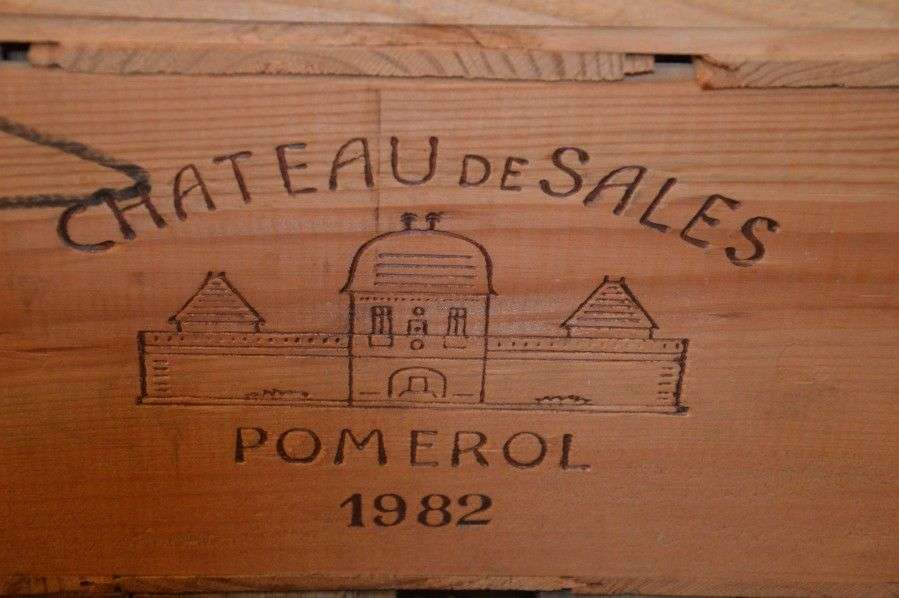 CHATEAU DE SALES
POMEROL
1982